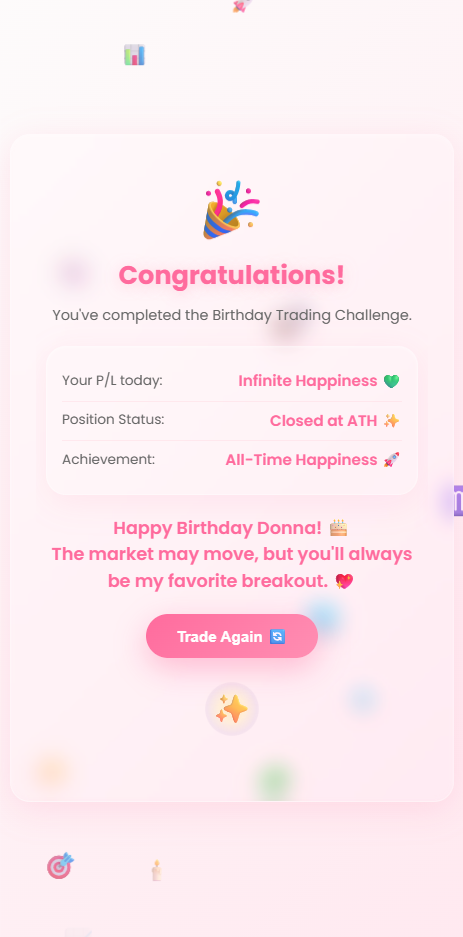 Congratulations!
You've completed the Birthday Trading Challenge.
Your P/L today: Infinite Happiness 💚
Position Status: Closed at ATH ✨
Achievement: All-Time Happiness 🚀
Happy Birthday Donna! 🎂
The market may move, but you'll always
be my favorite breakout. 💖
Trade Again 🔄